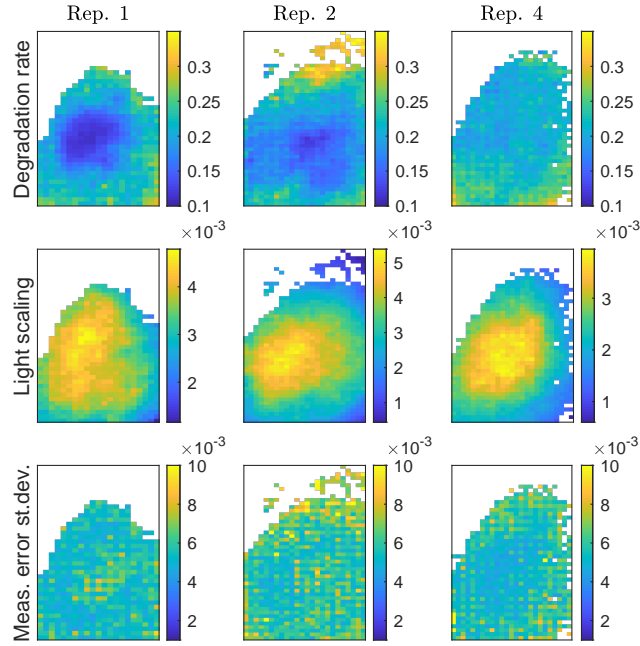 Rep. 1 Rep. 2 Rep. 4
Degradation rate
0.3 0.3 0.3
0.25 0.25 0.25
0.2 0.2 0.2
0.15 0.15 0.15
0.1 0.1 0.1
Light scaling
×10-3 ×10-3 ×10-3
4 5 3
3 4 2
2 3 1
2
1
Meas. error st.dev.
×10-3 ×10-3 ×10-3
10 10 10
8 8 8
6 6 6
4 4 4
2 2 2